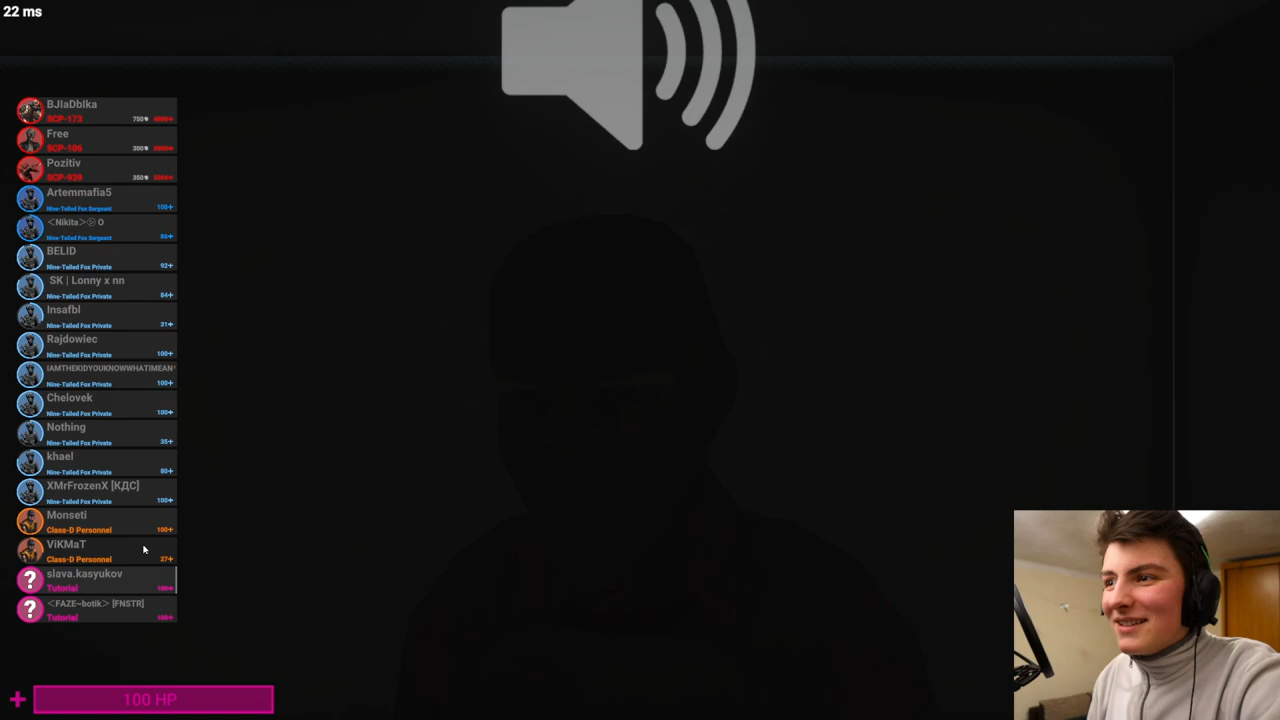 22 ms
BJIaDbIka
SCP-173
750
4000+
Free
SCP-106
300
Pozitiv
SCP-939
350
Artemmafia5
Nine-Tailed Fox Sergeant
100+
<Nikita> O
Nine-Tailed Fox Sergeant
86+
BELID
Nine-Tailed Fox Private
92+
SK | Lonny x nn
Nine-Tailed Fox Private
84+
Insafbl
Nine-Tailed Fox Private
31+
Rajdowiec
Nine-Tailed Fox Private
100+
IAMTHEKIDYOUKNOWWHATIMEAN
Nine-Tailed Fox Private
100+
Chelovek
Nine-Tailed Fox Private
100+
Nothing
Nine-Tailed Fox Private
35+
khael
Nine-Tailed Fox Private
80+
XMrFrozenX [КДС]
Nine-Tailed Fox Private
100+
Monseti
Class-D Personnel
100+
ViKMaT
Class-D Personnel
27+
slava.kasyukov
Tutorial
100+
<FAZE~botik> [FNSTR]
Tutorial
100+
100 HP